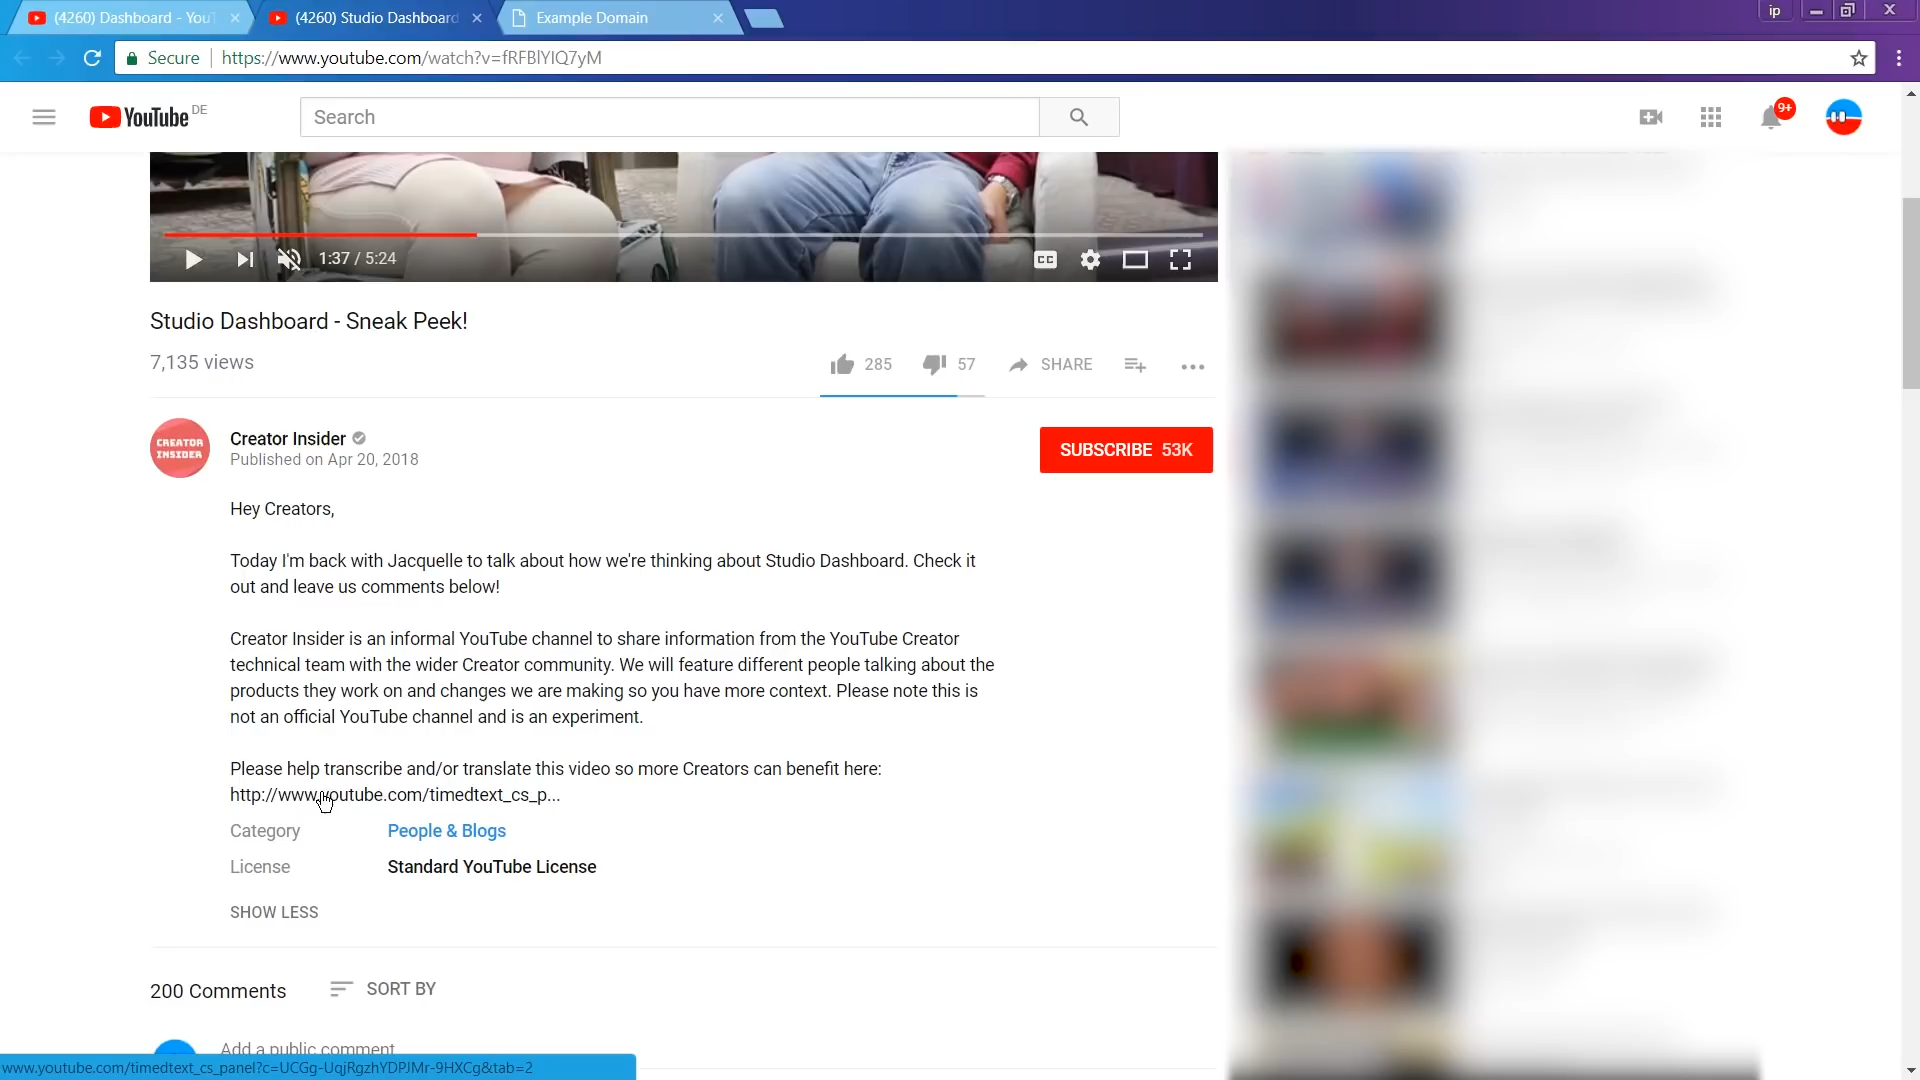 (4260) Dashboard - YouT
(4260) Studio Dashboard
Example Domain
ip
Secure
https://www.youtube.com/watch?v=fRFBlYIQ7yM
YouTube DE
Search
9+
1:37 / 5:24
CC
Studio Dashboard - Sneak Peek!
7,135 views
285
57
SHARE
CREATOR
INSIDER
Creator Insider
Published on Apr 20, 2018
SUBSCRIBE 53K
Hey Creators,
Today I'm back with Jacquelle to talk about how we're thinking about Studio Dashboard. Check it
out and leave us comments below!
Creator Insider is an informal YouTube channel to share information from the YouTube Creator
technical team with the wider Creator community. We will feature different people talking about the
products they work on and changes we are making so you have more context. Please note this is
not an official YouTube channel and is an experiment.
Please help transcribe and/or translate this video so more Creators can benefit here:
http://www.youtube.com/timedtext_cs_p...
Category People & Blogs
License Standard YouTube License
SHOW LESS
200 Comments
SORT BY
Add a public comment
www.youtube.com/timedtext_cs_panel?c=UCGg-UqjRgzhYDPJMr-9HXCg&tab=2